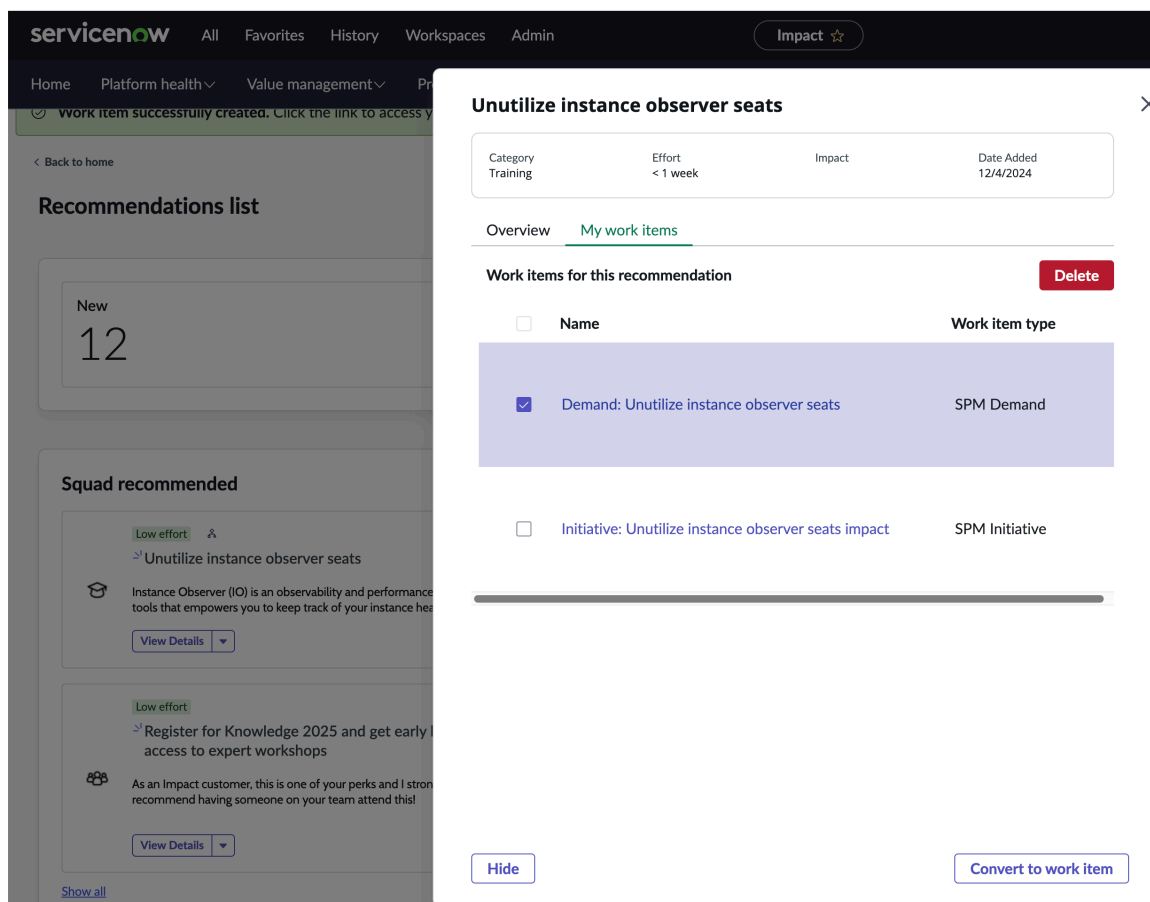 servicenow All Favorites History Workspaces Admin Impact
Home Platform health Value management Pr
Work item successfully created. Click the link to access y
Back to home
Recommendations list
New
12
Squad recommended
Low effort
Unutilize instance observer seats
Instance Observer (IO) is an observability and performance
tools that empowers you to keep track of your instance hea
View Details
Low effort
Register for Knowledge 2025 and get early
access to expert workshops
As an Impact customer, this is one of your perks and I stron
recommend having someone on your team attend this!
View Details
Show all
Unutilize instance observer seats
Category Effort Impact Date Added
Training < 1 week 12/4/2024
Overview My work items
Work items for this recommendation Delete
Name Work item type
Demand: Unutilize instance observer seats SPM Demand
Initiative: Unutilize instance observer seats impact SPM Initiative
Hide Convert to work item